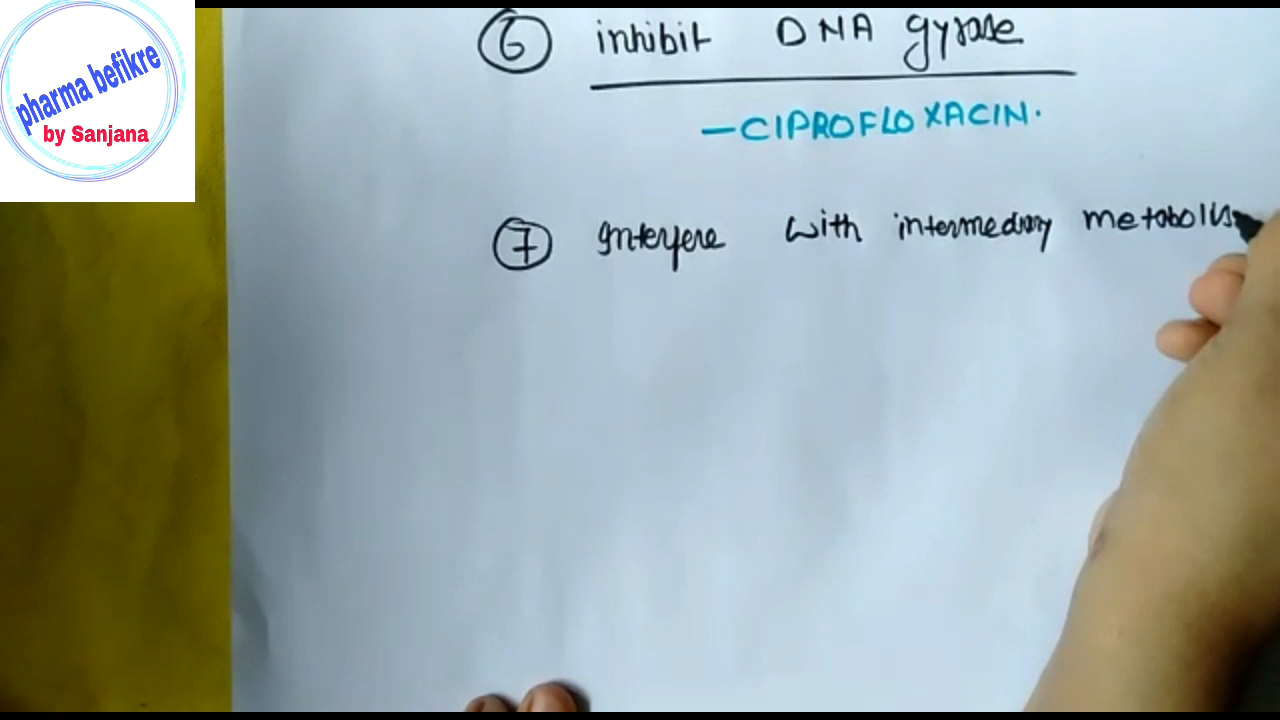 pharma befikre
by Sanjana
⑥ inhibit DNA gyrase
— CIPROFLOXACIN.
⑦ Interfere with intermediary metabolis